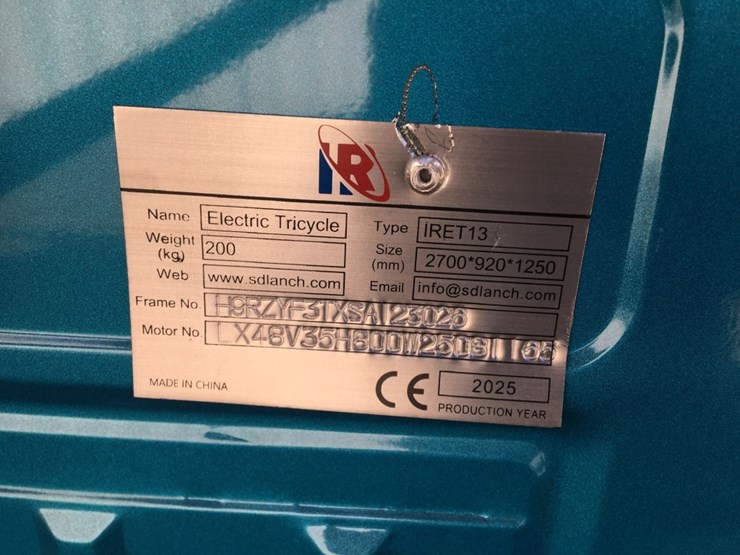 R
Name Electric Tricycle
Type IRET13
Weight (kg) 200
Size (mm) 2700*920*1250
Web www.sdlanch.com
Email info@sdlanch.com
Frame No. H9RZYF31XSA123026
Motor No.
MADE IN CHINA
CE
2025
PRODUCTION YEAR